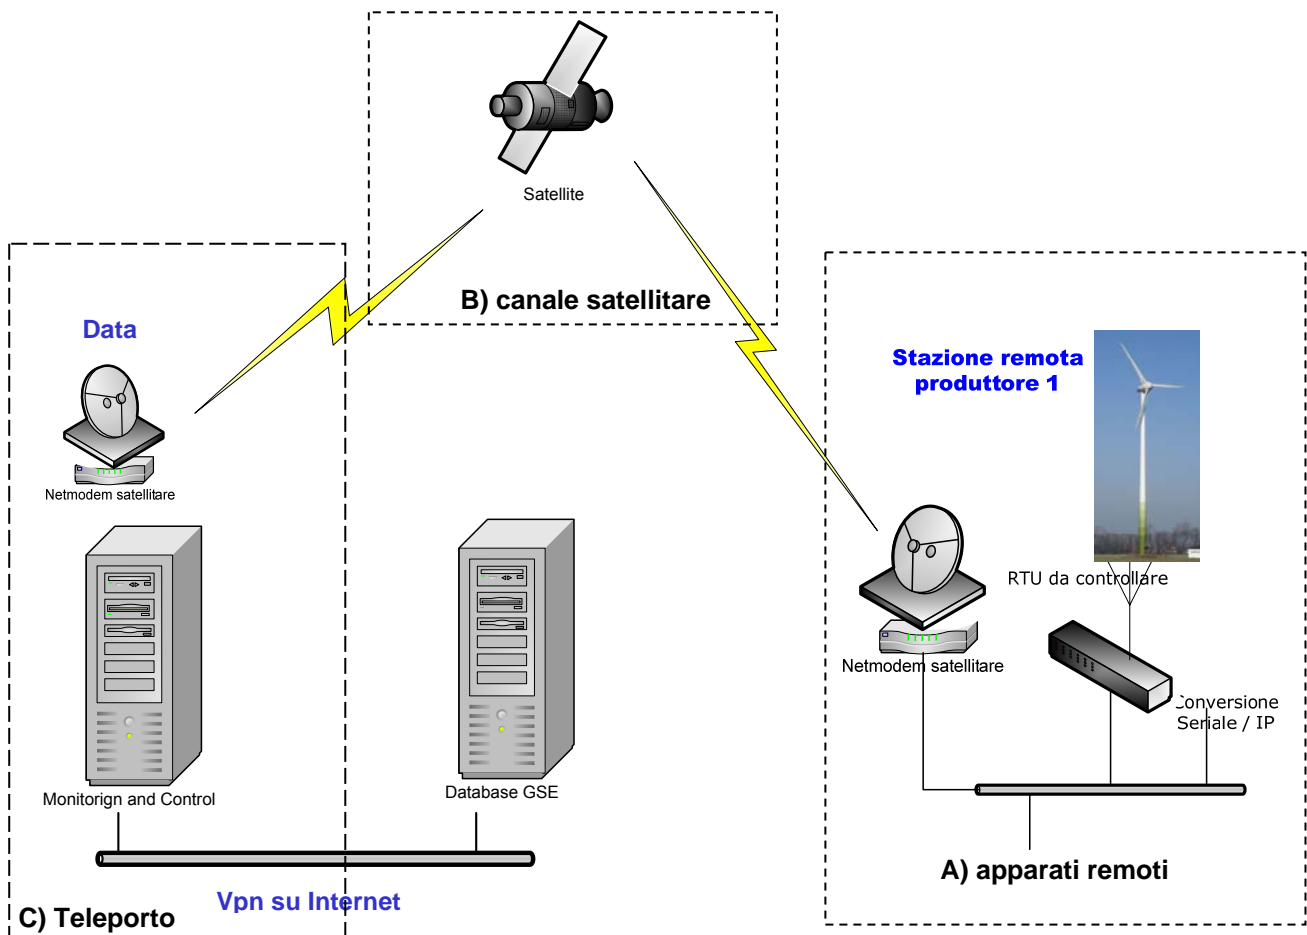 Satellite
B) canale satellitare
Data
Netmodem satellitare
Monitorign and Control
Database GSE
Vpn su Internet
C) Teleporto
Stazione remota
produttore 1
RTU da controllare
Netmodem satellitare
Conversione
Seriale / IP
A) apparati remoti